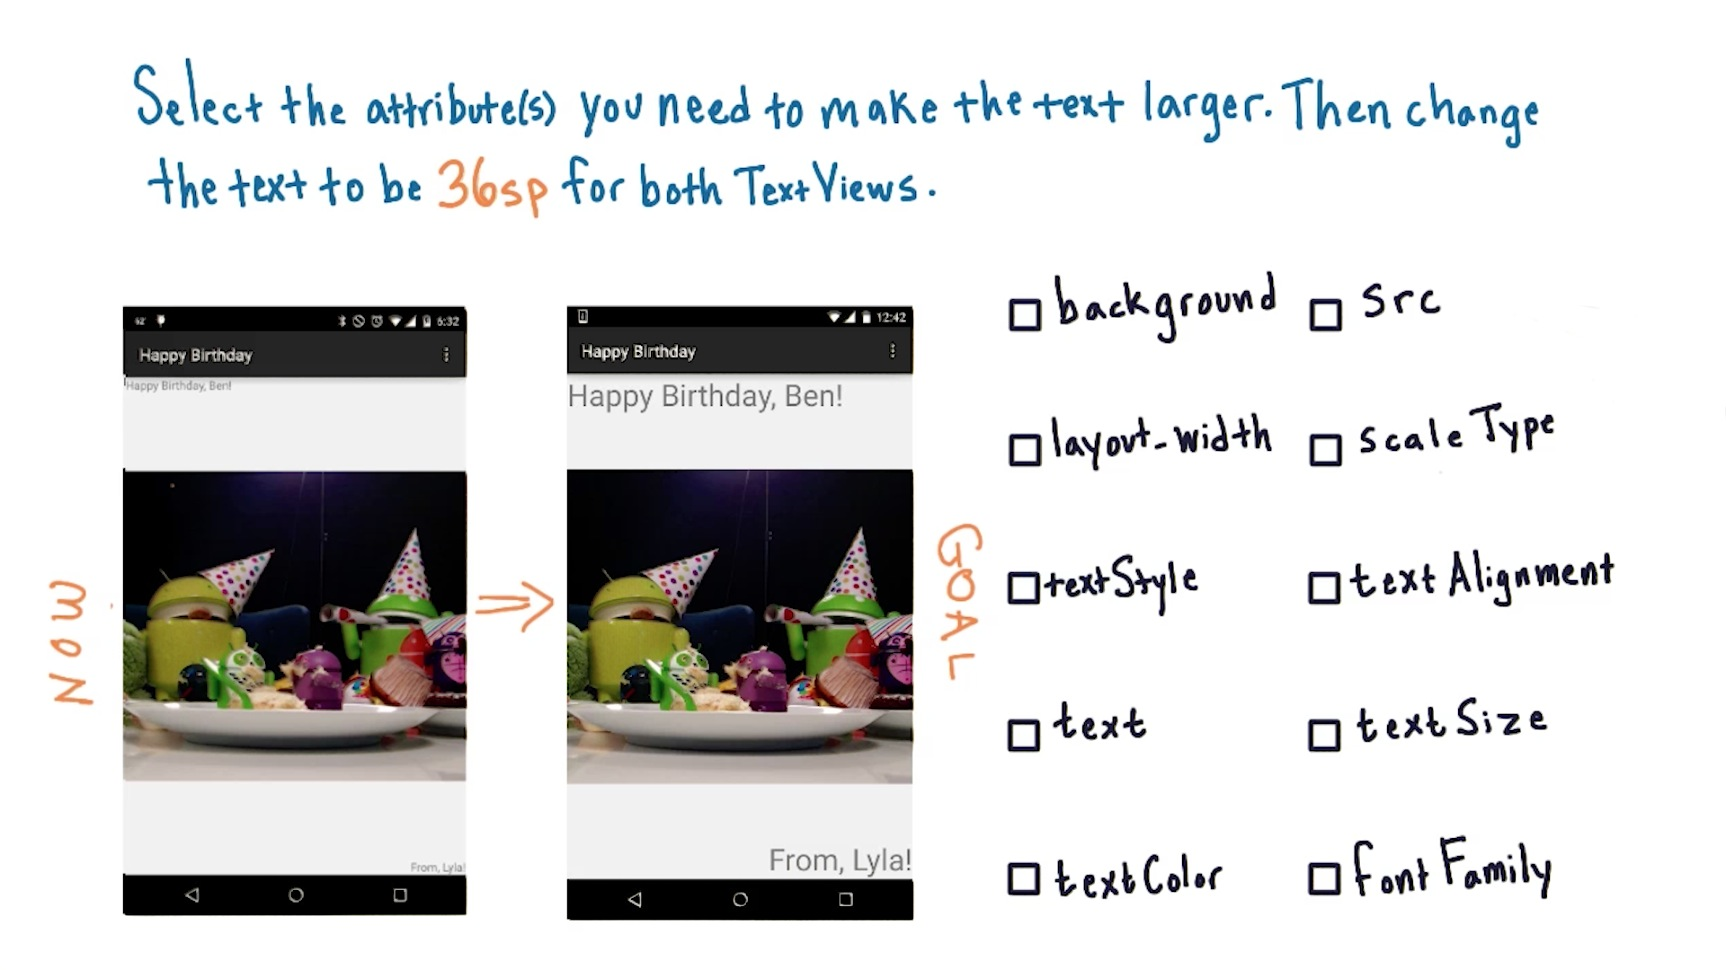 Select the attribute(s) you need to make the text larger. Then change
the text to be 36sp for both TextViews.
NOW
62°
6:32
Happy Birthday
Happy Birthday, Ben!
From, Lyla!
12:42
Happy Birthday
Happy Birthday, Ben!
From, Lyla!
GOAL
background
src
layout_width
scaleType
textStyle
textAlignment
text
textSize
textColor
fontFamily